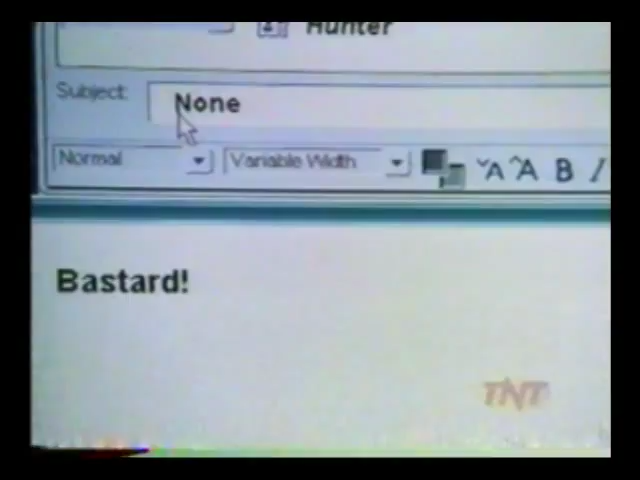 Hunter
Subject: None
Normal Variable Width A A B I
Bastard!
TNT